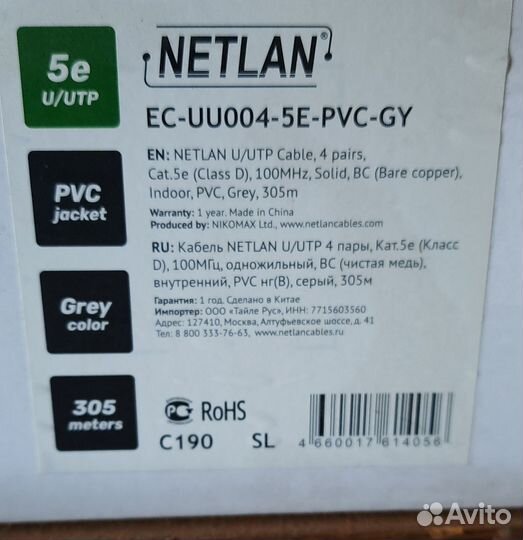 5e
U/UTP
NETLAN®
EC-UU004-5E-PVC-GY
PVC
jacket
EN: NETLAN U/UTP Cable, 4 pairs,
Cat.5e (Class D), 100MHz, Solid, BC (Bare copper),
Indoor, PVC, Grey, 305m
Warranty: 1 year. Made in China
Produced by: NIKOMAX Ltd., www.netlancables.com
Grey
color
RU: Кабель NETLAN U/UTP 4 пары, Кат.5e (Класс
D), 100МГц, одножильный, BC (чистая медь),
внутренний, PVC нг(B), серый, 305м
Гарантия: 1 год. Сделано в Китае
Импортер: ООО «Тайле Рус», ИНН: 7715603560
Адрес: 127410, Москва, Алтуфьевское шоссе, д. 41
Тел: 8 800 333-76-63, www.netlancables.ru
305
meters
РСТ RoHS
C190 SL
4 660017 614056
Avito